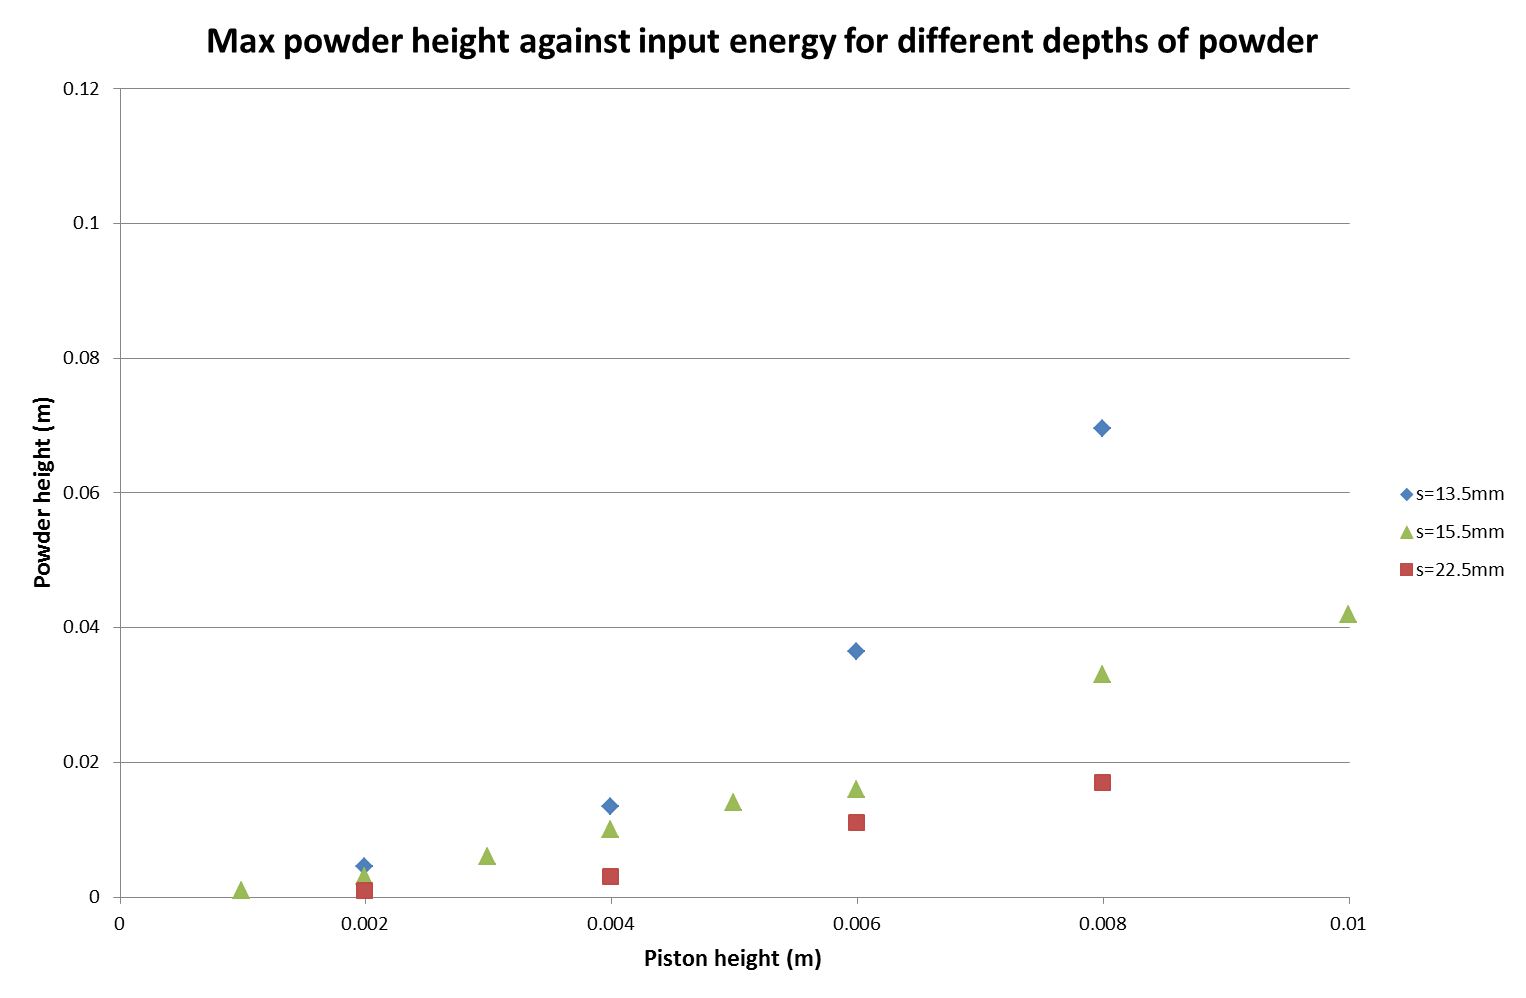 Max powder height against input energy for different depths of powder
0.12
0.1
0.08
0.06
0.04
0.02
0
Powder height (m)
0 0.002 0.004 0.006 0.008 0.01
Piston height (m)
s=13.5mm
s=15.5mm
s=22.5mm